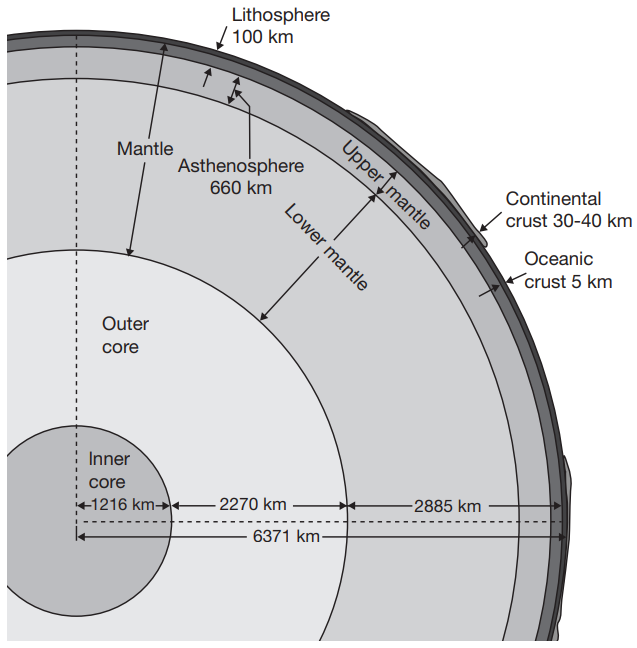 Lithosphere
100 km
Mantle
Asthenosphere
660 km
Upper mantle
Lower mantle
Continental
crust 30-40 km
Oceanic
crust 5 km
Outer
core
Inner
core
1216 km
2270 km
2885 km
6371 km